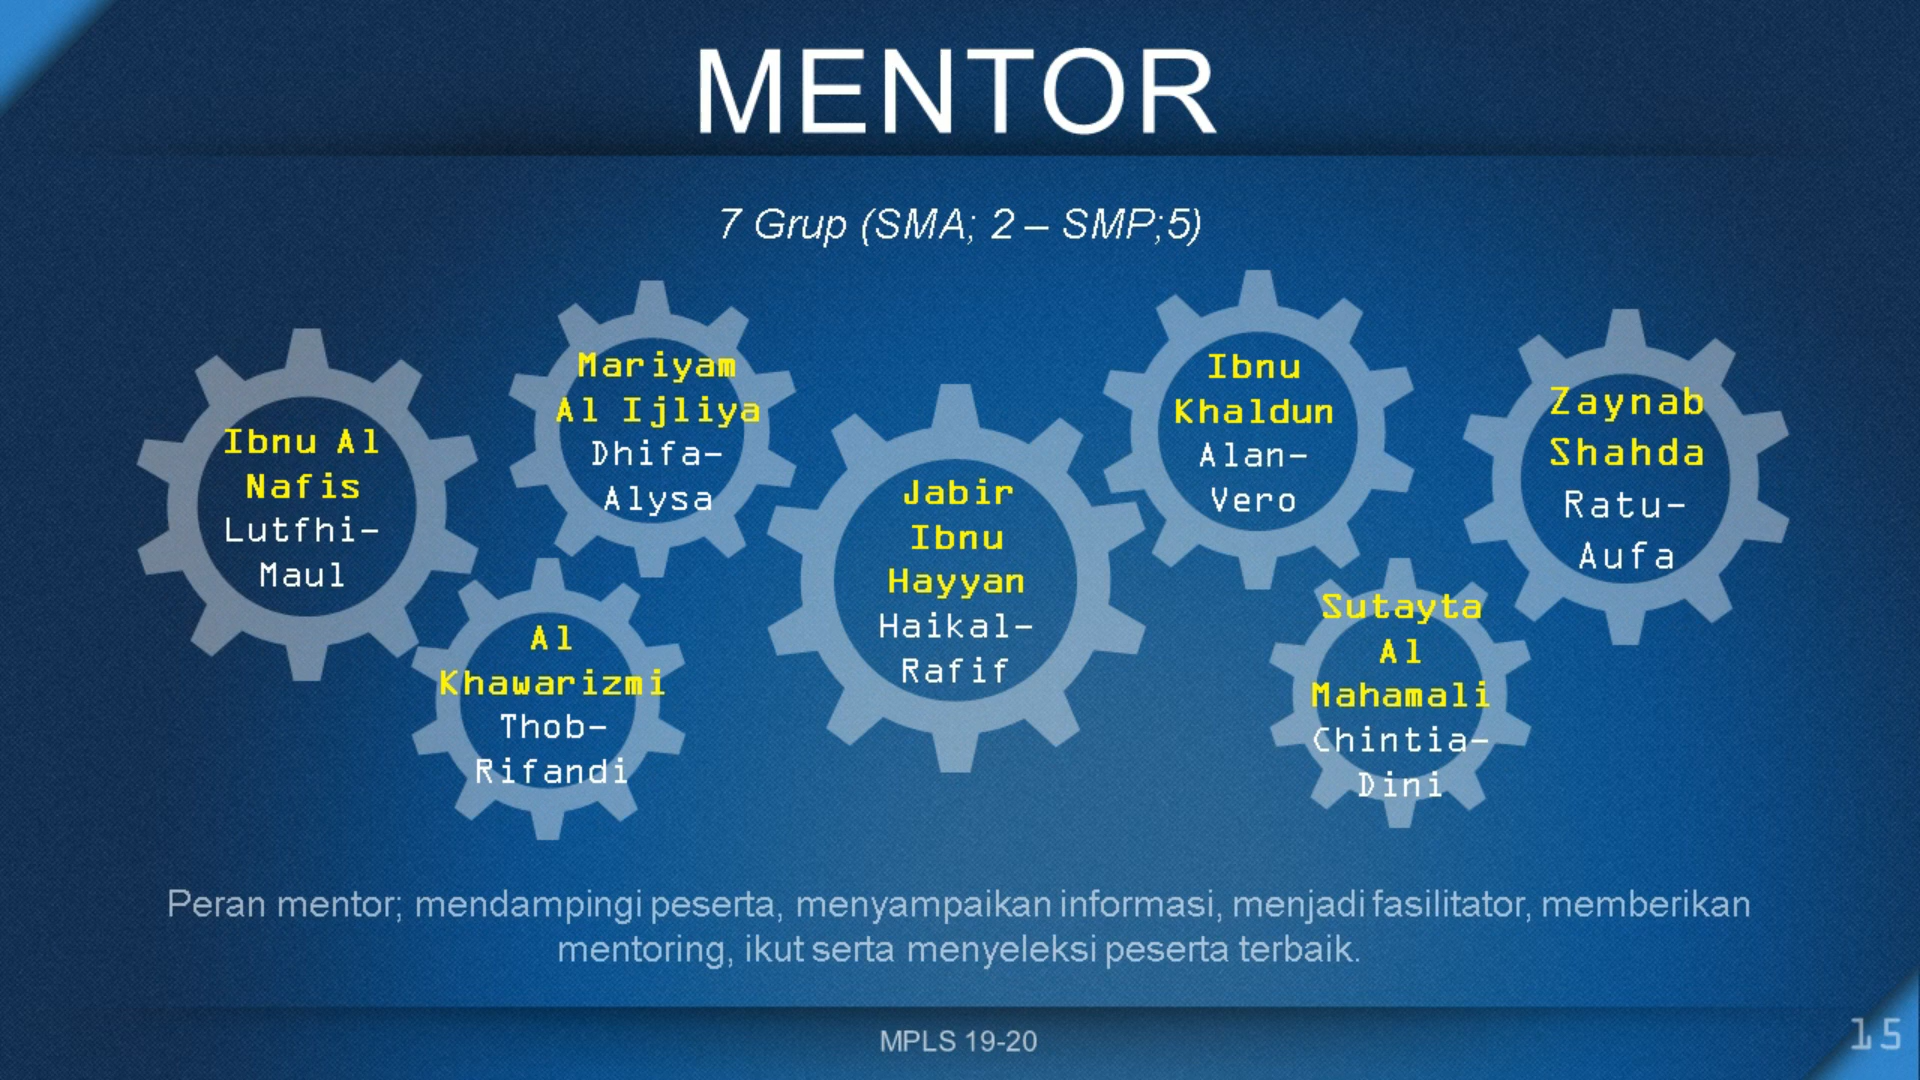 MENTOR
7 Grup (SMA; 2 – SMP;5)
Ibnu Al
Nafis
Lutfhi-
Maul
Mariyam
Al Ijliya
Dhifa-
Alysa
Al
Khawarizmi
Thob-
Rifandi
Jabir
Ibnu
Hayyan
Haikal-
Rafif
Ibnu
Khaldun
Alan-
Vero
Sutayta
Al
Mahamali
Chintia-
Dini
Zaynab
Shahda
Ratu-
Aufa
Peran mentor; mendampingi peserta, menyampaikan informasi, menjadi fasilitator, memberikan
mentoring, ikut serta menyeleksi peserta terbaik.
MPLS 19-20
15